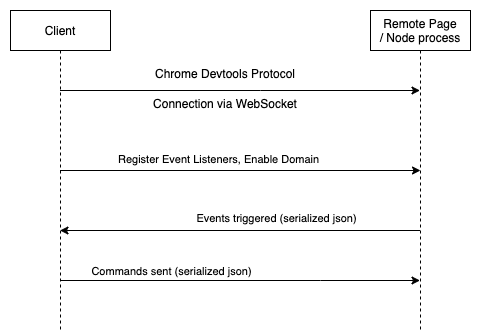 Client
Remote Page
/ Node process
Chrome Devtools Protocol
Connection via WebSocket
Register Event Listeners, Enable Domain
Events triggered (serialized json)
Commands sent (serialized json)